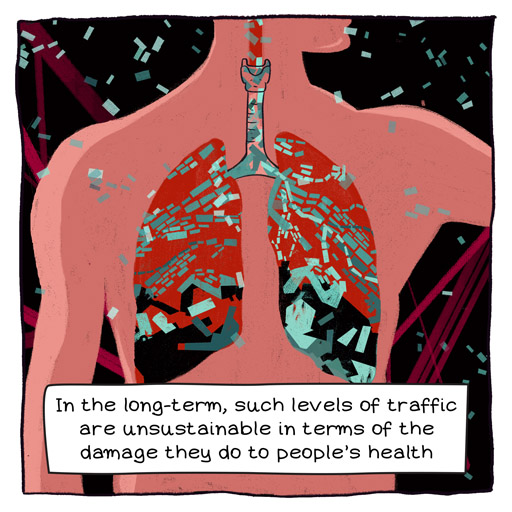 In the long-term, such levels of traffic
are unsustainable in terms of the
damage they do to people's health